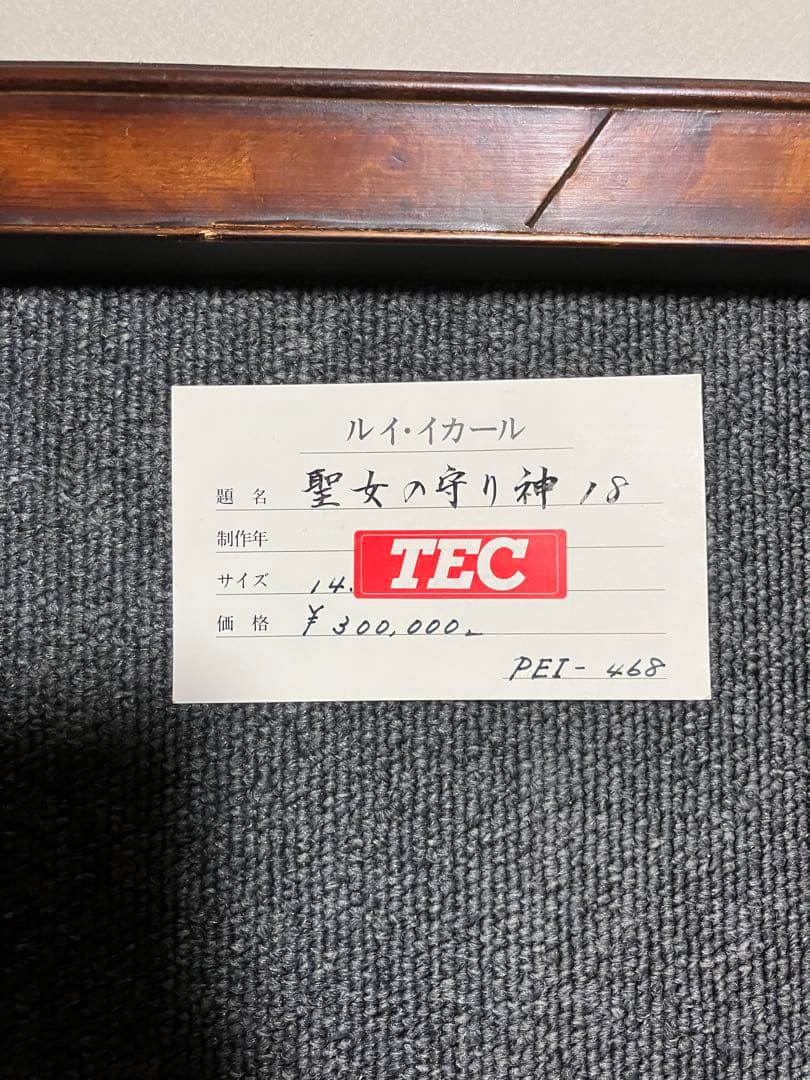 ルイ・イカール
題 名 聖女の守り神 18
制作年
TEC
サイズ 14.
価 格 ¥300,000-
PEI-468